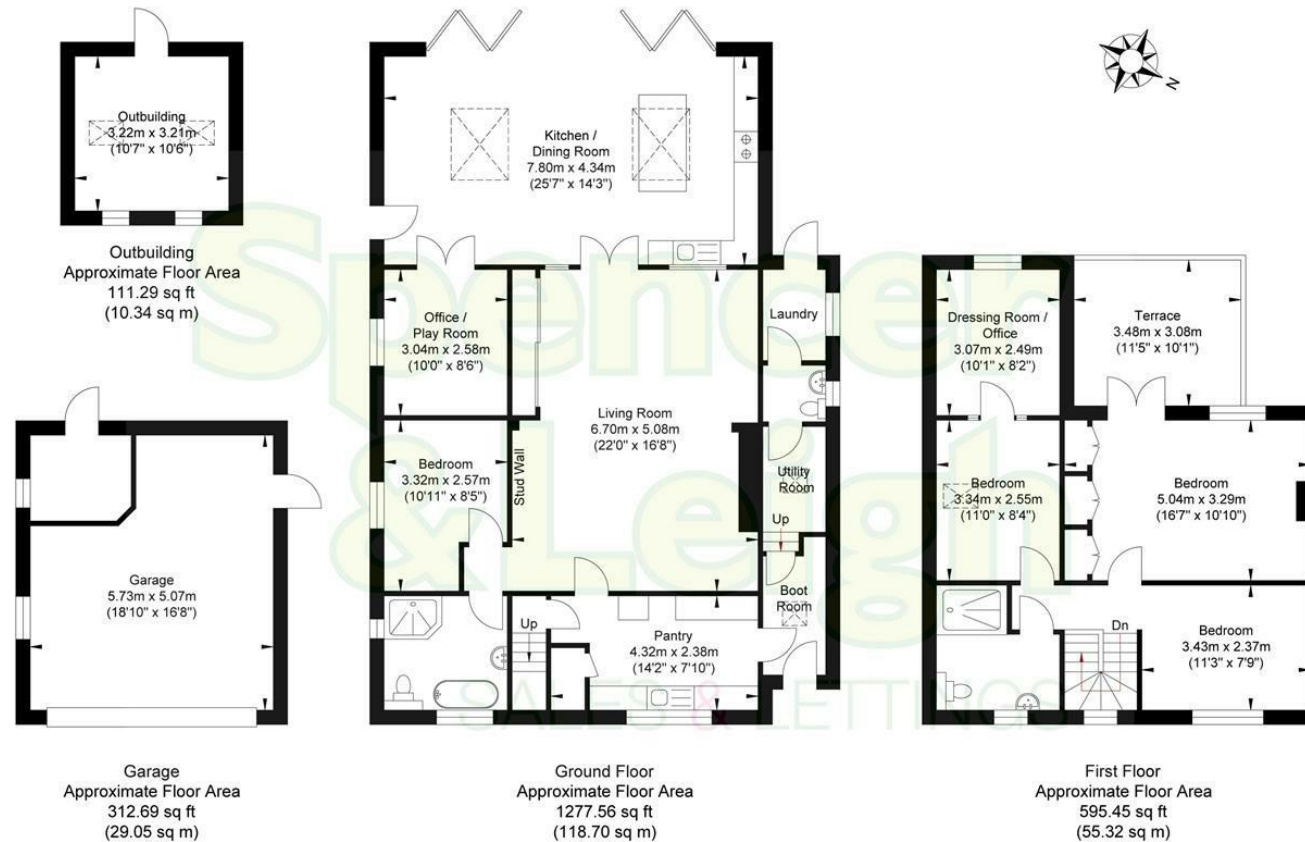 Outbuilding
3.22m x 3.21m
(10'7" x 10'6")
Outbuilding
Approximate Floor Area
111.29 sq ft
(10.34 sq m)
Garage
5.73m x 5.07m
(18'10" x 16'8")
Garage
Approximate Floor Area
312.69 sq ft
(29.05 sq m)
Kitchen /
Dining Room
7.80m x 4.34m
(25'7" x 14'3")
Office /
Play Room
3.04m x 2.58m
(10'0" x 8'6")
Laundry
Living Room
6.70m x 5.08m
(22'0" x 16'8")
Bedroom
3.32m x 2.57m
(10'11" x 8'5")
Stud Wall
Utility
Room
Up
Boot
Room
Up
Pantry
4.32m x 2.38m
(14'2" x 7'10")
Ground Floor
Approximate Floor Area
1277.56 sq ft
(118.70 sq m)
N
Dressing Room /
Office
3.07m x 2.49m
(10'1" x 8'2")
Terrace
3.48m x 3.08m
(11'5" x 10'1")
Bedroom
3.34m x 2.55m
(11'0" x 8'4")
Bedroom
5.04m x 3.29m
(16'7" x 10'10")
Dn
Bedroom
3.43m x 2.37m
(11'3" x 7'9")
First Floor
Approximate Floor Area
595.45 sq ft
(55.32 sq m)
Spencer
& Leigh
SALES & LETTINGS